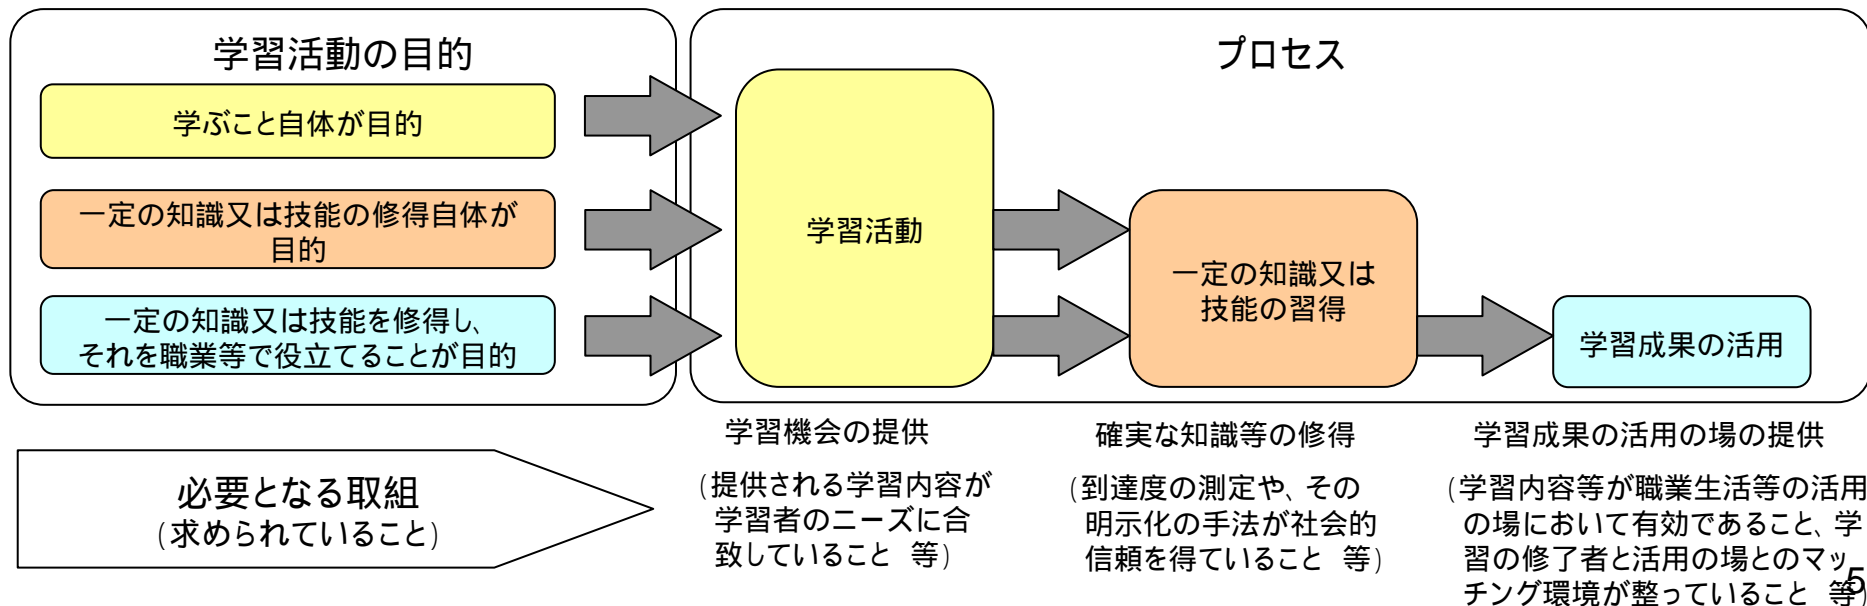 学習活動の目的
学ぶこと自体が目的
一定の知識又は技能の修得自体が
目的
一定の知識又は技能を修得し、
それを職業等で役立てることが目的
プロセス
学習活動
一定の知識又は
技能の習得
学習成果の活用
必要となる取組
(求められていること)
学習機会の提供
(提供される学習内容が
学習者のニーズに合
致していること 等)
確実な知識等の修得
(到達度の測定や、その
明示化の手法が社会的
信頼を得ていること 等)
学習成果の活用の場の提供
(学習内容等が職業生活等の活用
の場において有効であること、学
習の修了者と活用の場とのマッ
チング環境が整っていること 等)
5